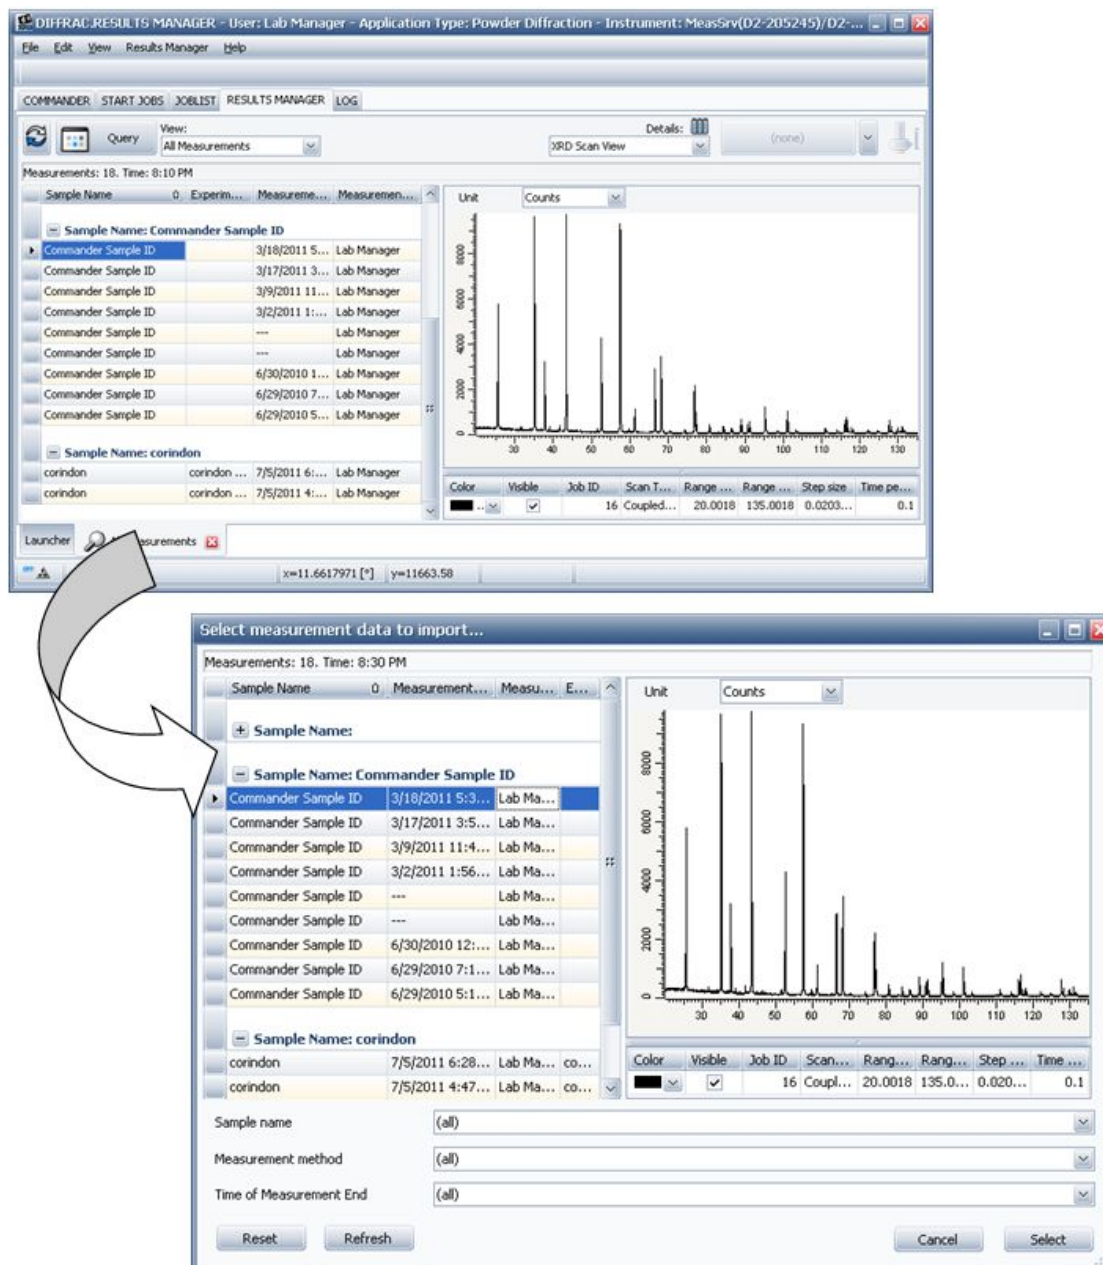 DIFFRAC.RESULTS MANAGER - User: Lab Manager - Application Type: Powder Diffraction - Instrument: MeasSrv(D2-205245)/D2-...
File Edit View Results Manager Help
COMMANDER START JOBS JOBLIST RESULTS MANAGER LOG
Query View: All Measurements Details: XRD Scan View (none)
Measurements: 18. Time: 8:10 PM
Sample Name Experim... Measureme... Measuremen...
Sample Name: Commander Sample ID
Commander Sample ID 3/18/2011 5... Lab Manager
Commander Sample ID 3/17/2011 3... Lab Manager
Commander Sample ID 3/9/2011 11... Lab Manager
Commander Sample ID 3/2/2011 1:... Lab Manager
Commander Sample ID --- Lab Manager
Commander Sample ID --- Lab Manager
Commander Sample ID 6/30/2010 1... Lab Manager
Commander Sample ID 6/29/2010 7... Lab Manager
Commander Sample ID 6/29/2010 5... Lab Manager
Sample Name: corindon
corindon corindon ... 7/5/2011 6:... Lab Manager
corindon corindon ... 7/5/2011 4:... Lab Manager
Unit Counts
8000
6000
4000
2000
0
30 40 50 60 70 80 90 100 110 120 130
Color Visible Job ID Scan T... Range ... Range ... Step size Time pe...
.. 16 Coupled... 20.0018 135.0018 0.0203... 0.1
Launcher
x=11.6617971 [°] y=11663.58
Select measurement data to import...
Measurements: 18. Time: 8:30 PM
Sample Name Measurement... Measu... E...
Sample Name:
Sample Name: Commander Sample ID
Commander Sample ID 3/18/2011 5:3... Lab Ma...
Commander Sample ID 3/17/2011 3:5... Lab Ma...
Commander Sample ID 3/9/2011 11:4... Lab Ma...
Commander Sample ID 3/2/2011 1:56... Lab Ma...
Commander Sample ID --- Lab Ma...
Commander Sample ID --- Lab Ma...
Commander Sample ID 6/30/2010 12:... Lab Ma...
Commander Sample ID 6/29/2010 7:1... Lab Ma...
Commander Sample ID 6/29/2010 5:1... Lab Ma...
Sample Name: corindon
corindon 7/5/2011 6:28... Lab Ma... co...
corindon 7/5/2011 4:47... Lab Ma... co...
Unit Counts
8000
6000
4000
2000
0
30 40 50 60 70 80 90 100 110 120 130
Color Visible Job ID Scan... Rang... Rang... Step ... Time ...
16 Coupl... 20.0018 135.0... 0.020... 0.1
Sample name (all)
Measurement method (all)
Time of Measurement End (all)
Reset Refresh Cancel Select